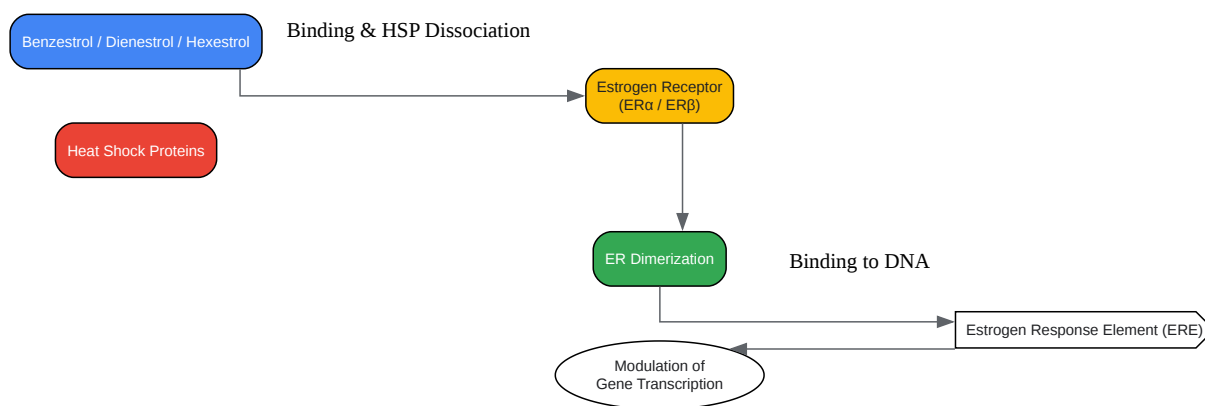 Benzestrol / Dienestrol / Hexestrol
Binding & HSP Dissociation
Estrogen Receptor
(ERα / ERβ)
Heat Shock Proteins
ER Dimerization
Binding to DNA
Estrogen Response Element (ERE)
Modulation of
Gene Transcription